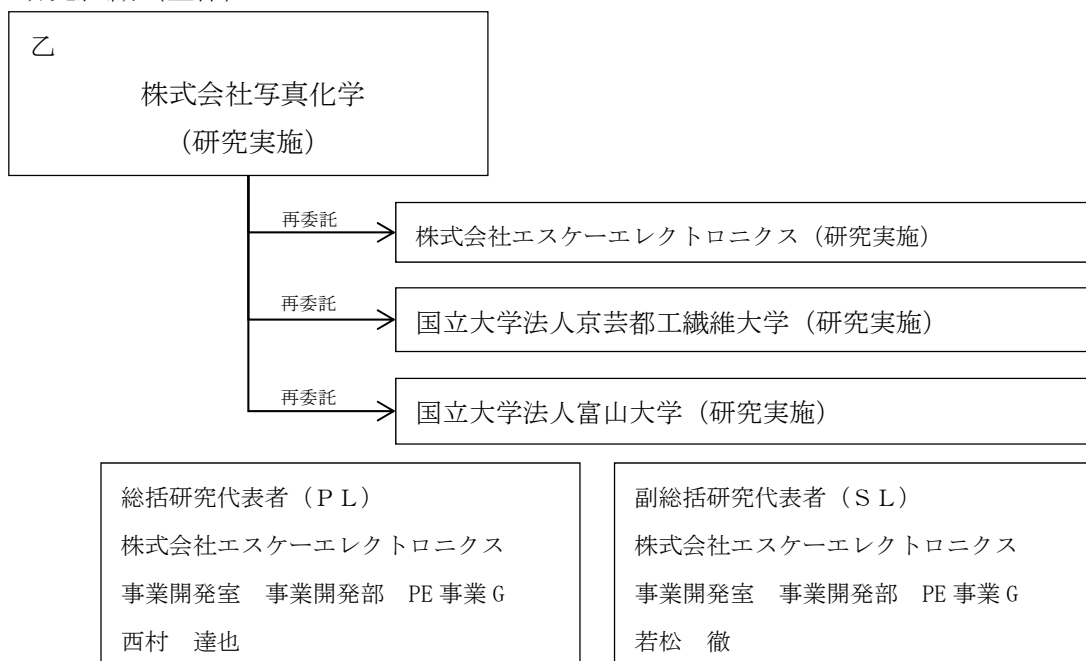 乙
株式会社写真化学
（研究実施）
再委託
株式会社エスケーエレクトロニクス（研究実施）
再委託
国立大学法人京芸都工繊維大学（研究実施）
再委託
国立大学法人富山大学（研究実施）
総括研究代表者（ＰＬ）
株式会社エスケーエレクトロニクス
事業開発室　事業開発部　PE 事業 G
西村　達也
副総括研究代表者（ＳＬ）
株式会社エスケーエレクトロニクス
事業開発室　事業開発部　PE 事業 G
若松　徹